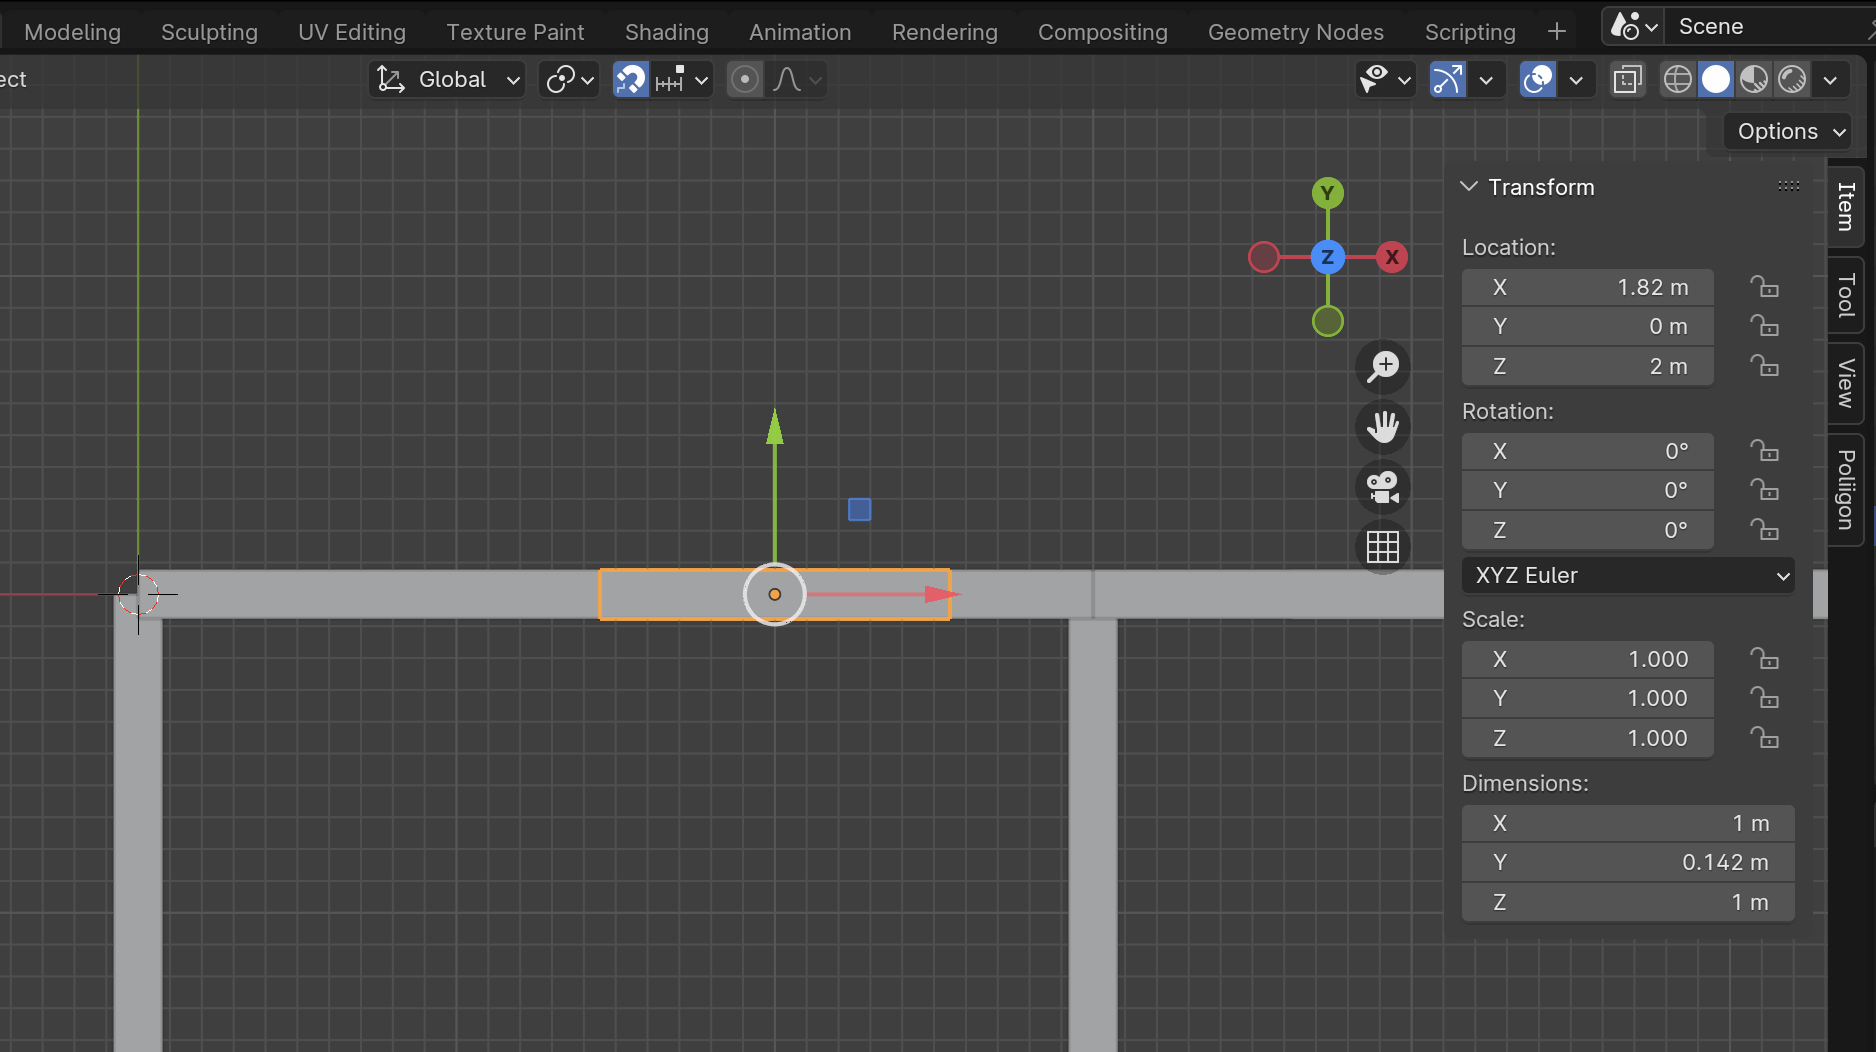 Modeling Sculpting UV Editing Texture Paint Shading Animation Rendering Compositing Geometry Nodes Scripting + Scene
ect Global
Options
Transform
Location:
X 1.82 m
Y 0 m
Z 2 m
Rotation:
X 0°
Y 0°
Z 0°
XYZ Euler
Scale:
X 1.000
Y 1.000
Z 1.000
Dimensions:
X 1 m
Y 0.142 m
Z 1 m
Item
Tool
View
Poliigon
Y
Z X